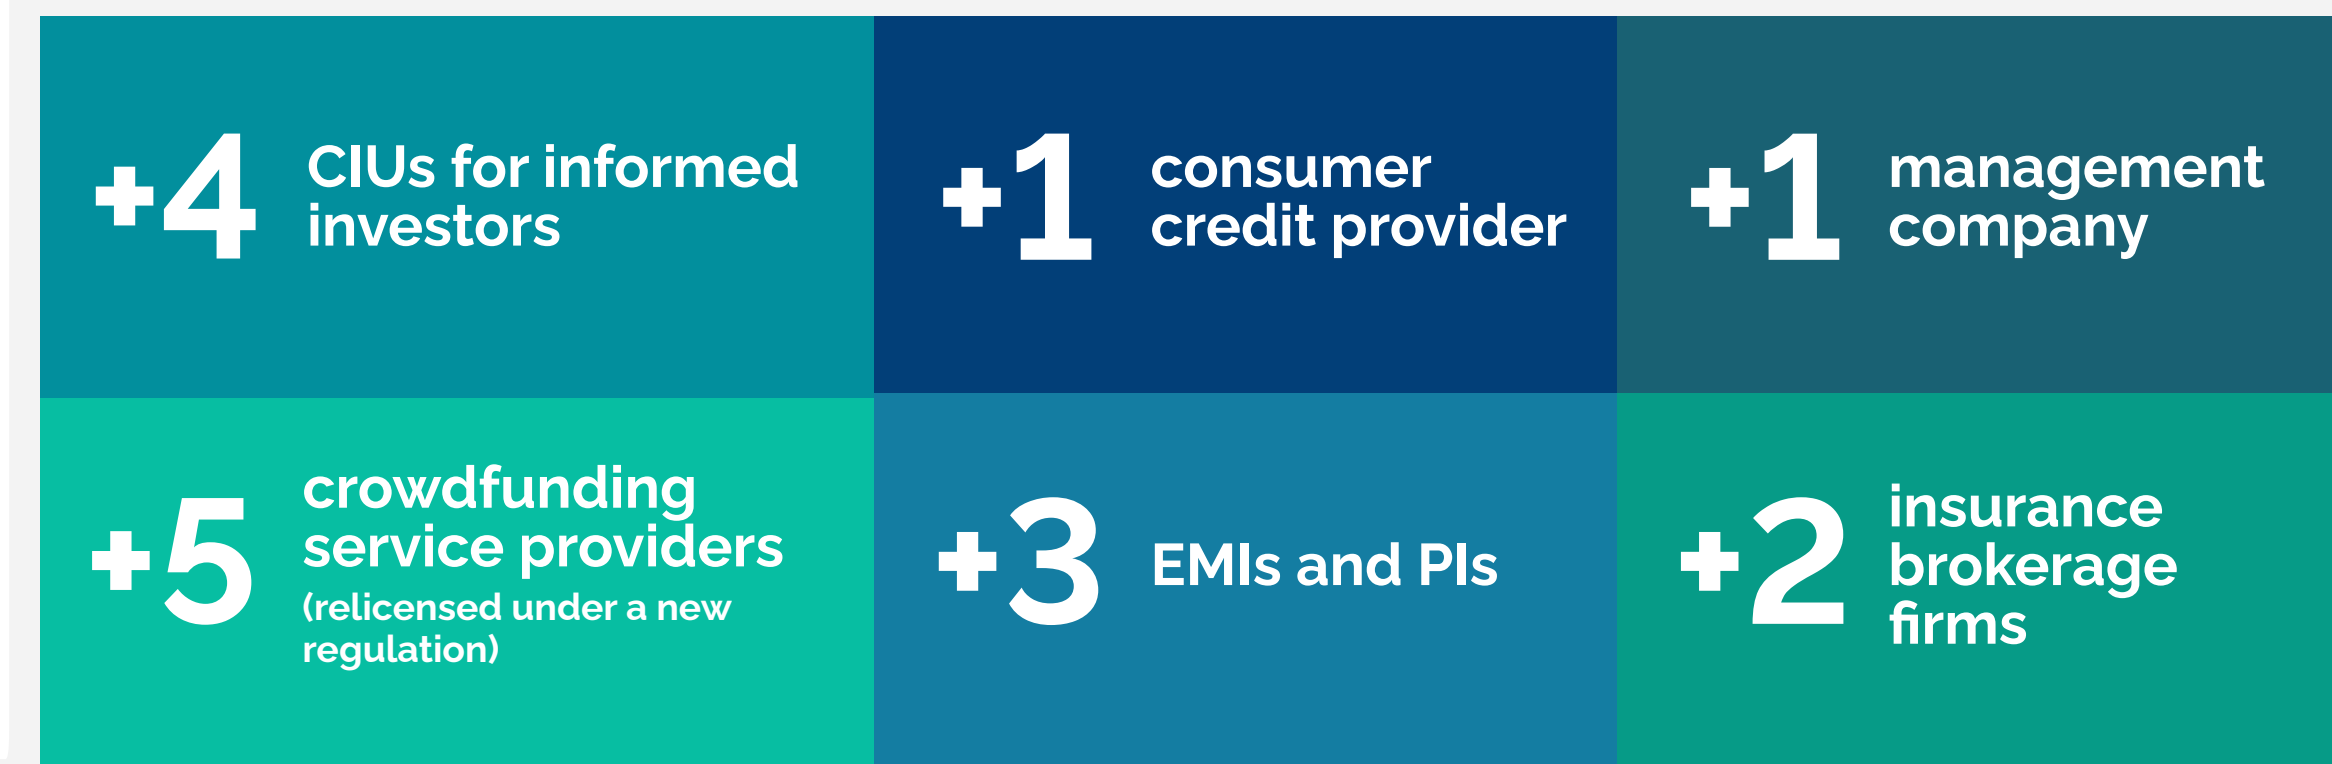 +4
CIUs for informed
investors
+1
consumer
credit provider
+1
management
company
+5
crowdfunding
service providers
(relicensed under a new
regulation)
+3
EMIs and PIs
+2
insurance
brokerage
firms